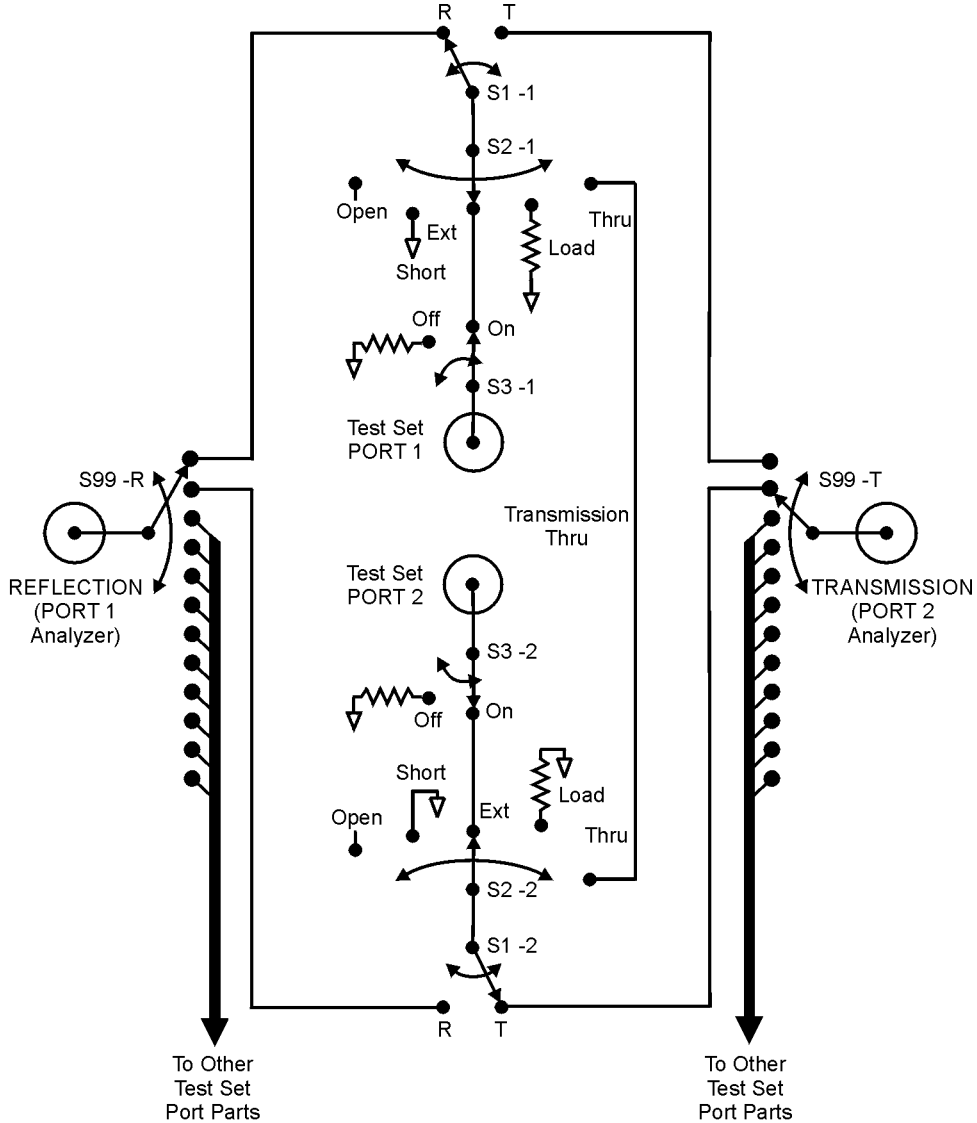 R T
S1 -1
S2 -1
Open
Ext
Short
Load
Thru
Off
On
S3 -1
Test Set
PORT 1
S99 -R
S99 -T
Transmission
Thru
REFLECTION
(PORT 1
Analyzer)
TRANSMISSION
(PORT 2
Analyzer)
Test Set
PORT 2
S3 -2
Off
On
Short
Load
Ext
Open
Thru
S2 -2
S1 -2
R T
To Other
Test Set
Port Parts
To Other
Test Set
Port Parts